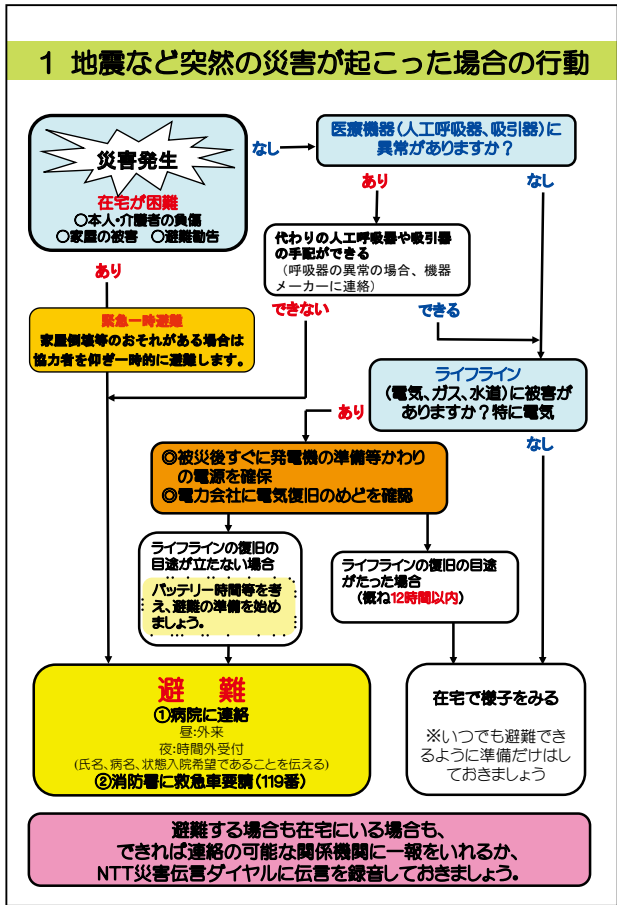 1 地震など突然の災害が起こった場合の行動
災害発生
在宅が困難
○本人・介護者の負傷
○家屋の被害 ○避難勧告
なし
医療機器(人工呼吸器、吸引器)に
異常がありますか?
あり
なし
あり
代わりの人工呼吸器や吸引器
の手配ができる
(呼吸器の異常の場合、機器
メーカーに連絡)
緊急一時避難
家屋倒壊等のおそれがある場合は
協力者を仰ぎ一時的に避難します。
できない
できる
ライフライン
(電気、ガス、水道)に被害が
ありますか?特に電気
あり
なし
◎被災後すぐに発電機の準備等かわり
の電源を確保
◎電力会社に電気復旧のめどを確認
ライフラインの復旧の
目途が立たない場合
バッテリー時間等を考
え、避難の準備を始め
ましょう。
ライフラインの復旧の目途
がたった場合
(概ね12時間以内)
避 難
①病院に連絡
昼:外来
夜:時間外受付
(氏名、病名、状態入院希望であることを伝える)
②消防署に救急車要請(119番)
在宅で様子をみる
※いつでも避難でき
るように準備だけはし
ておきましょう
避難する場合も在宅にいる場合も、
できれば連絡の可能な関係機関に一報をいれるか、
NTT災害伝言ダイヤルに伝言を録音しておきましょう。